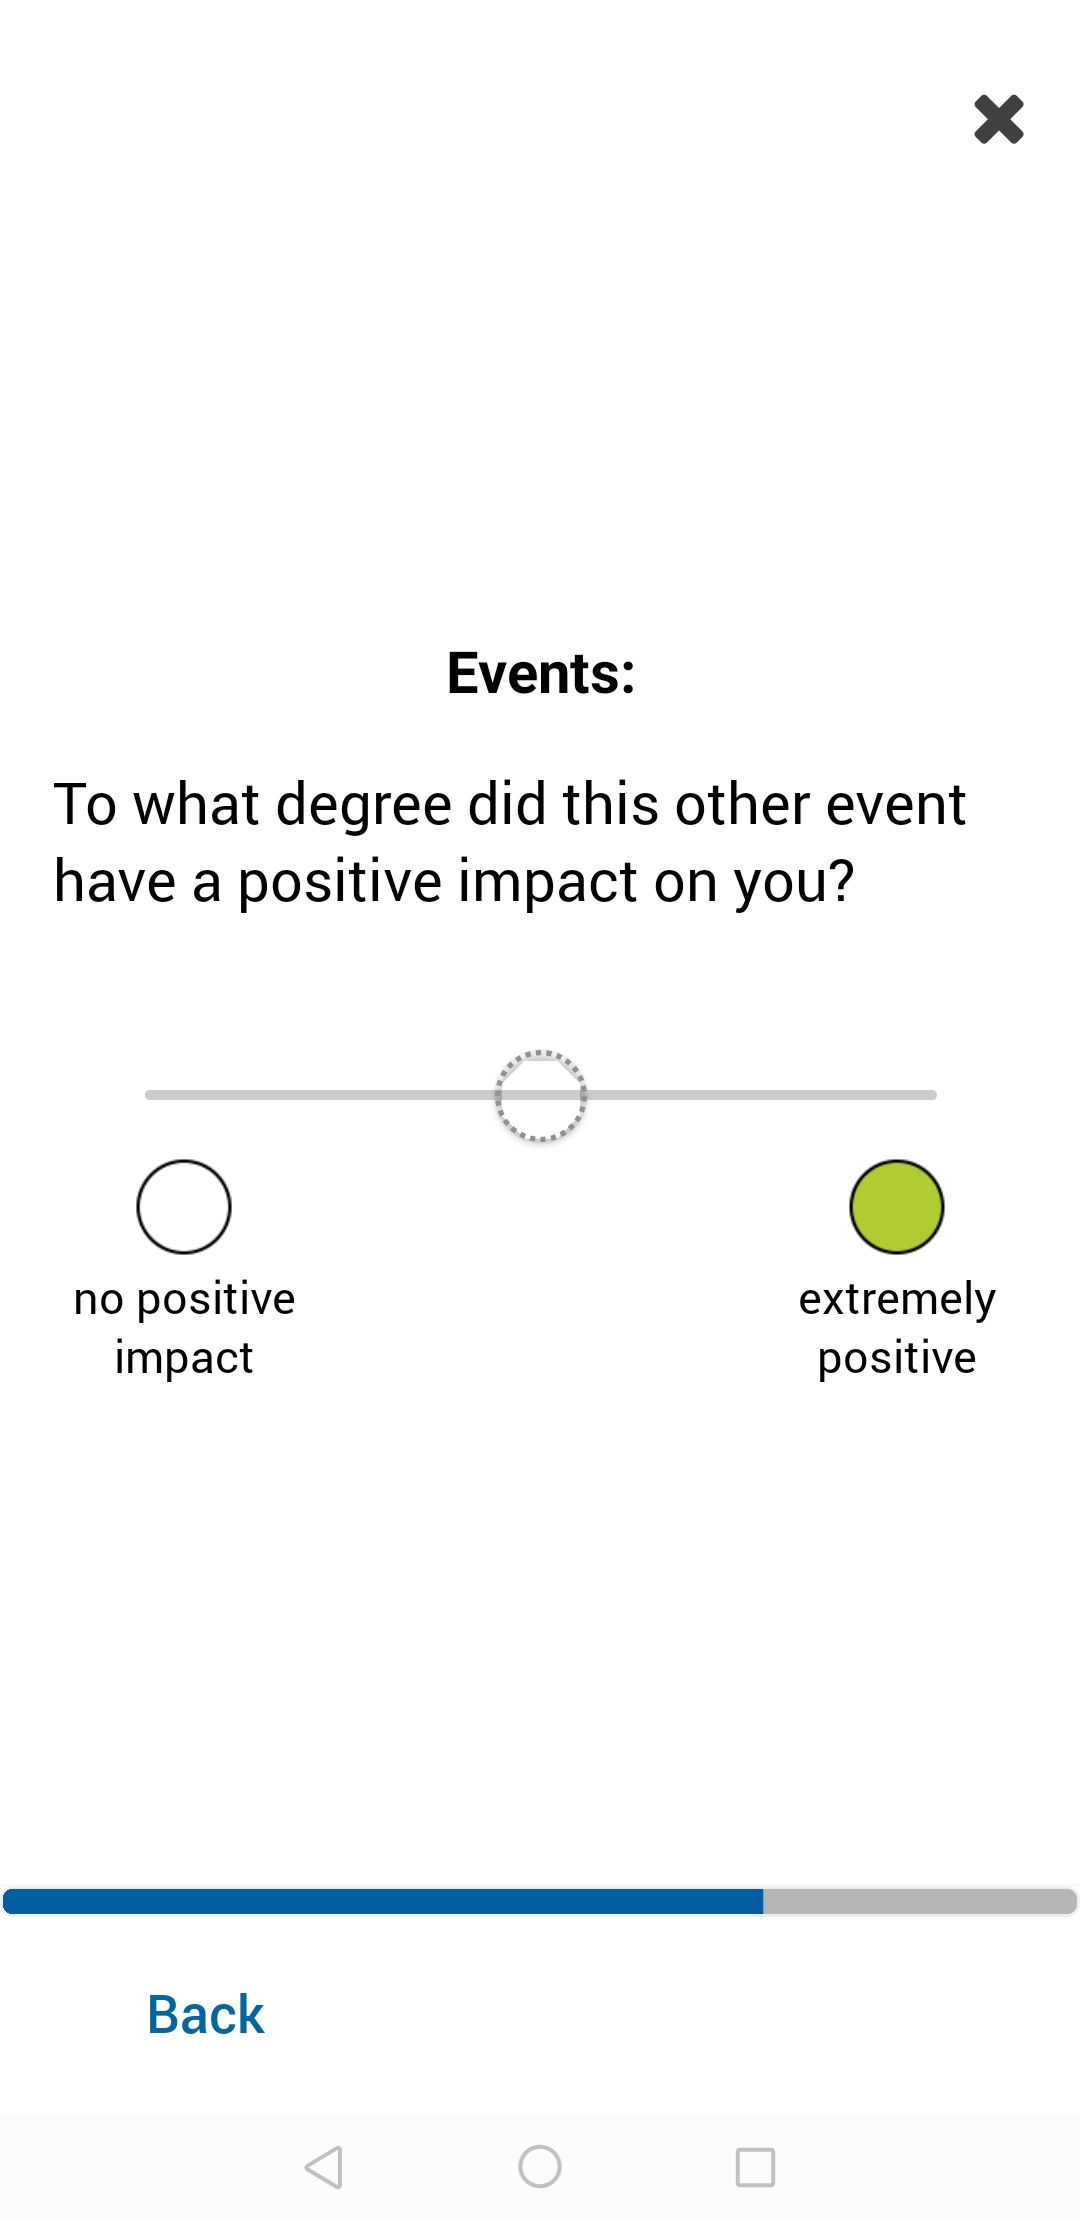 Events:
To what degree did this other event
have a positive impact on you?
no positive
impact
extremely
positive
Back